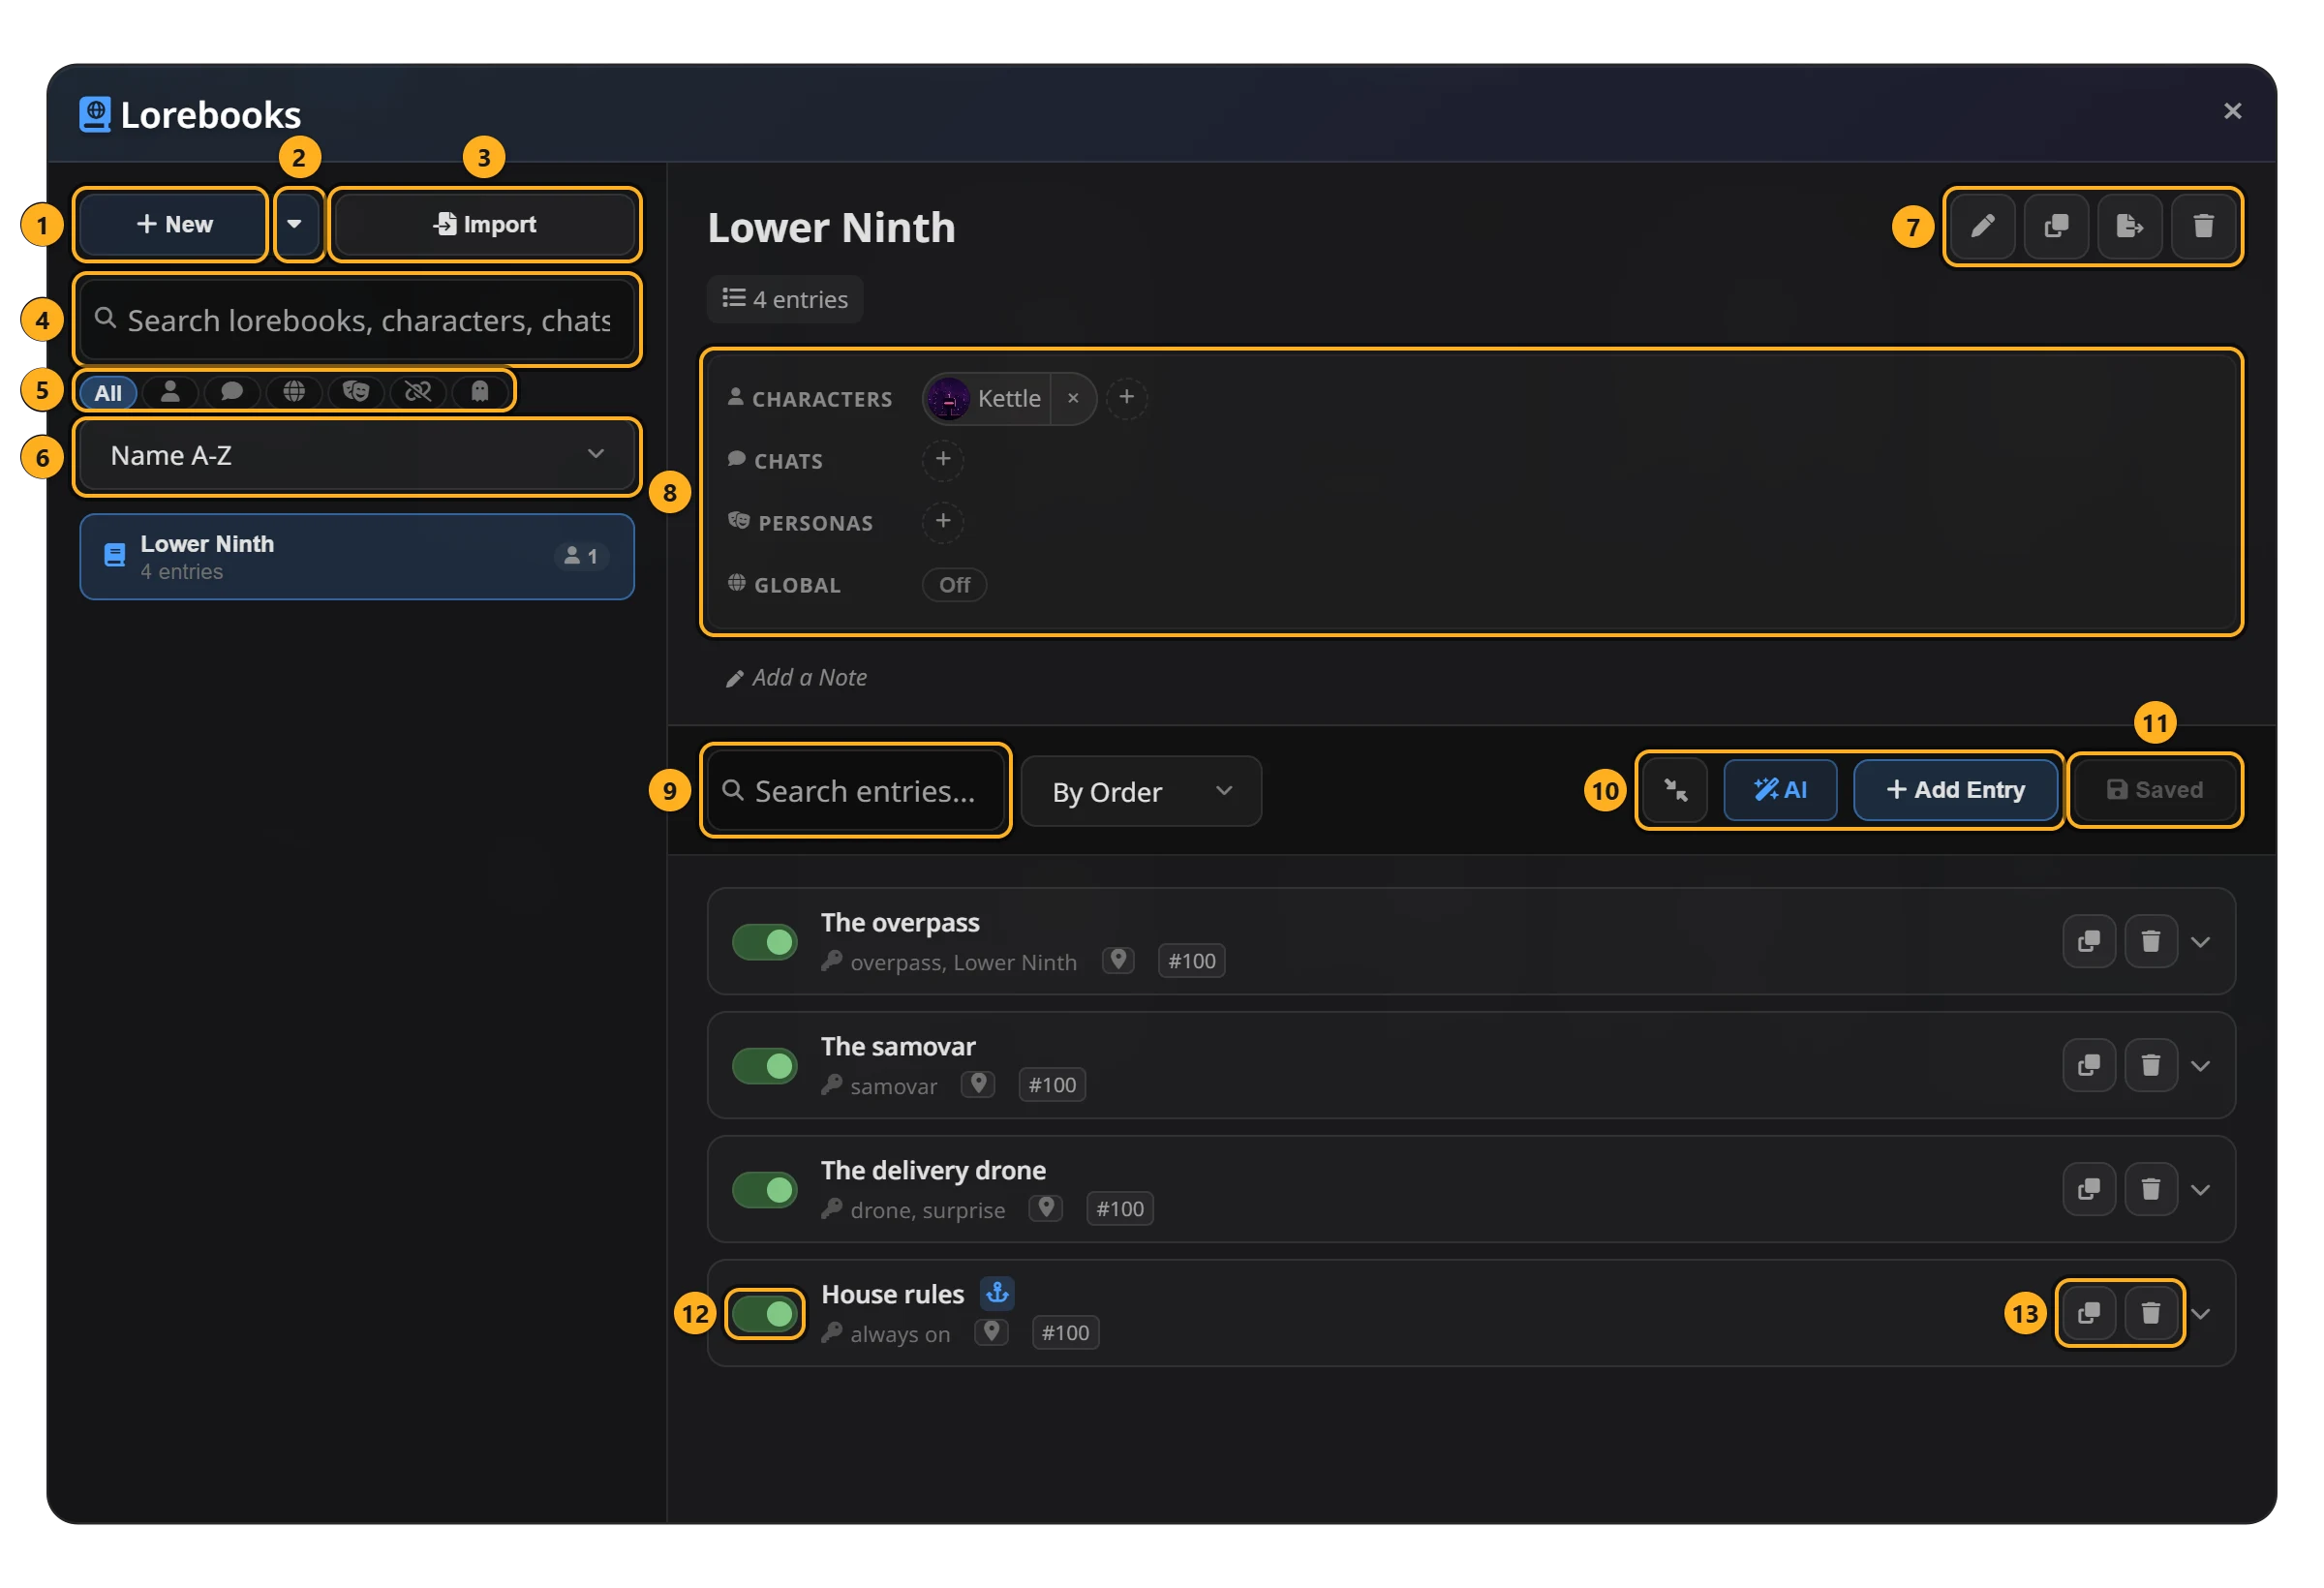 Lorebooks
2
3
1
New
Import
7
Lower Ninth
4
Search lorebooks, characters, chats
4 entries
5
All
6
Name A-Z
8
CHARACTERS
Kettle
CHATS
PERSONAS
GLOBAL
Off
Lower Ninth
4 entries
1
Add a Note
11
9
Search entries...
By Order
10
AI
Add Entry
Saved
The overpass
overpass, Lower Ninth
#100
The samovar
samovar
#100
The delivery drone
drone, surprise
#100
12
House rules
always on
#100
13